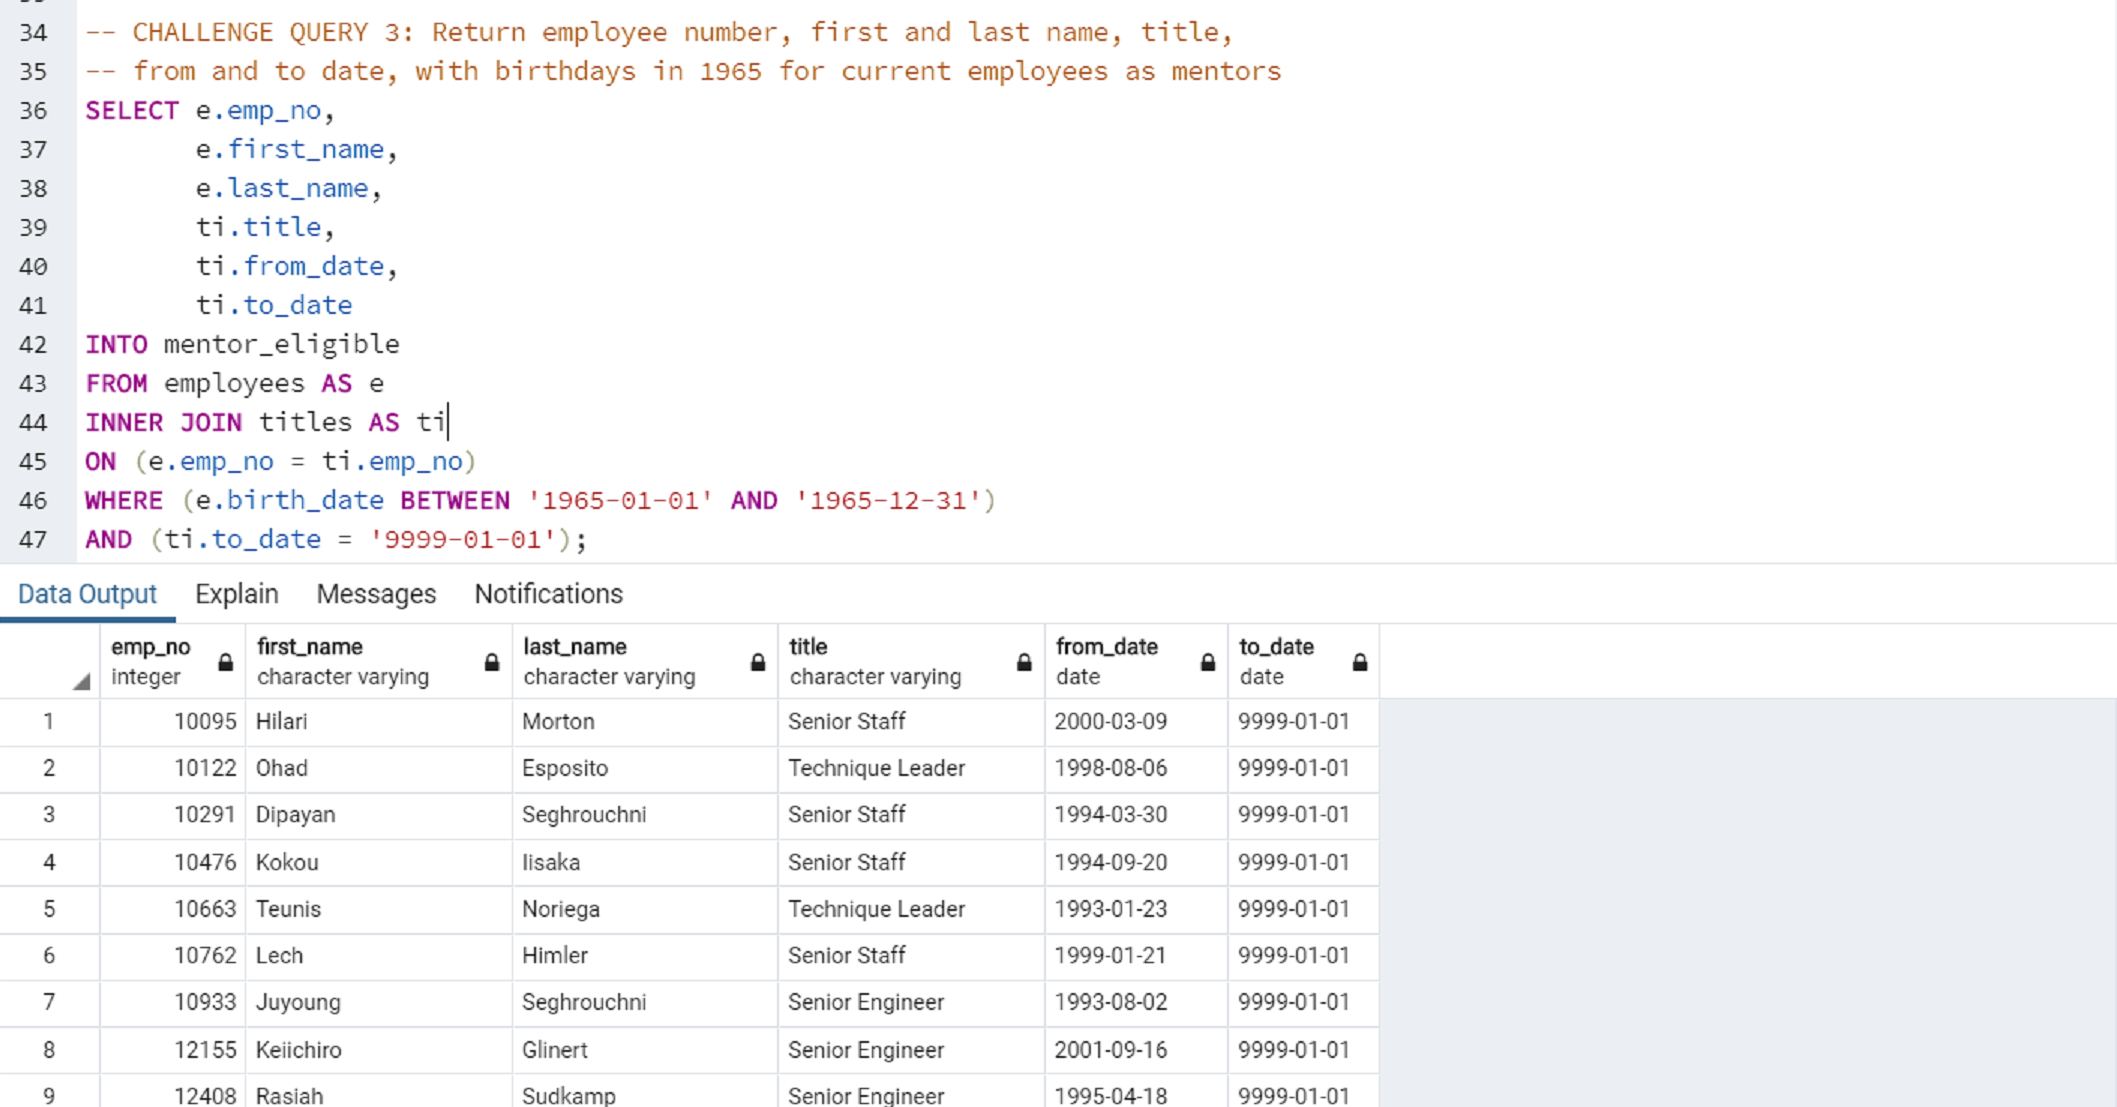 34 -- CHALLENGE QUERY 3: Return employee number, first and last name, title,
35 -- from and to date, with birthdays in 1965 for current employees as mentors
36 SELECT e.emp_no,
37 e.first_name,
38 e.last_name,
39 ti.title,
40 ti.from_date,
41 ti.to_date
42 INTO mentor_eligible
43 FROM employees AS e
44 INNER JOIN titles AS ti
45 ON (e.emp_no = ti.emp_no)
46 WHERE (e.birth_date BETWEEN '1965-01-01' AND '1965-12-31')
47 AND (ti.to_date = '9999-01-01');
Data Output Explain Messages Notifications
emp_no first_name last_name title from_date to_date
integer character varying character varying character varying date date
1 10095 Hilari Morton Senior Staff 2000-03-09 9999-01-01
2 10122 Ohad Esposito Technique Leader 1998-08-06 9999-01-01
3 10291 Dipayan Seghrouchni Senior Staff 1994-03-30 9999-01-01
4 10476 Kokou Iisaka Senior Staff 1994-09-20 9999-01-01
5 10663 Teunis Noriega Technique Leader 1993-01-23 9999-01-01
6 10762 Lech Himler Senior Staff 1999-01-21 9999-01-01
7 10933 Juyoung Seghrouchni Senior Engineer 1993-08-02 9999-01-01
8 12155 Keiichiro Glinert Senior Engineer 2001-09-16 9999-01-01
9 12408 Rasiah Sudkamp Senior Engineer 1995-04-18 9999-01-01